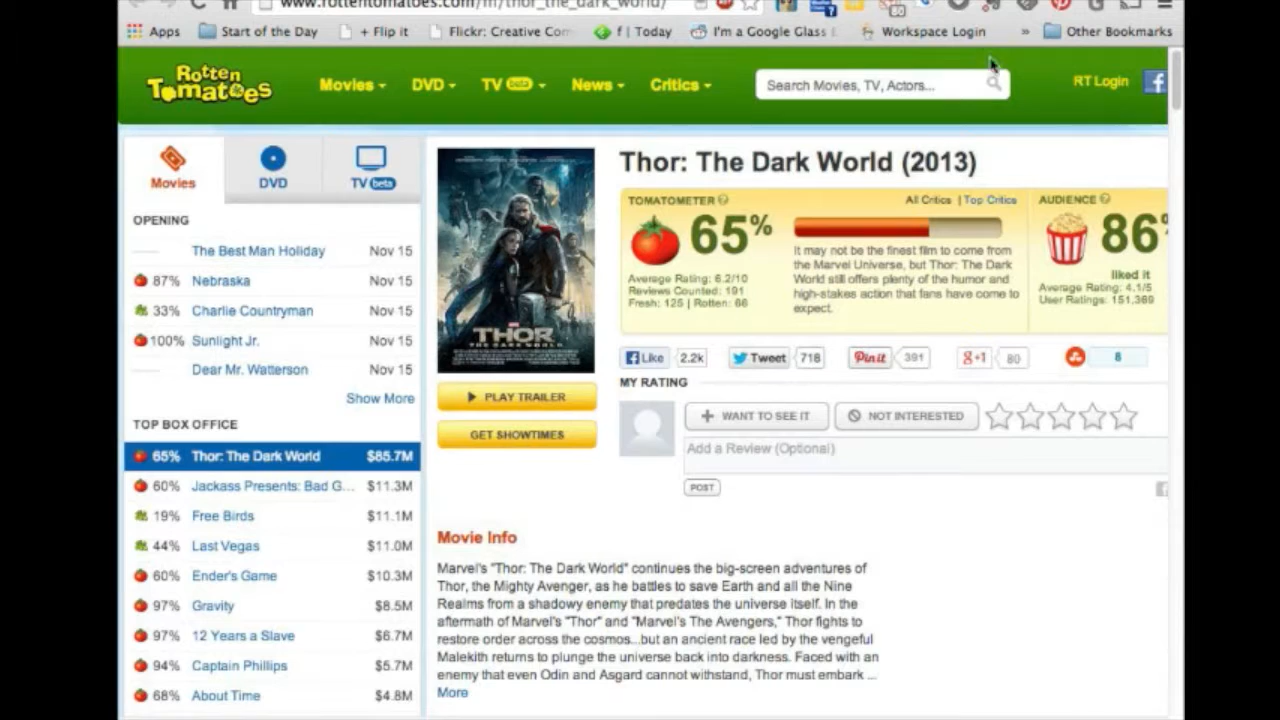 www.rottentomatoes.com/m/thor_the_dark_world/
Apps Start of the Day + Flip it Flickr: Creative Com f | Today I'm a Google Glass Workspace Login » Other Bookmarks
Rotten Tomatoes
Movies DVD TV beta News Critics
Search Movies, TV, Actors...
RT Login
Movies DVD TV beta
OPENING
The Best Man Holiday Nov 15
87% Nebraska Nov 15
33% Charlie Countryman Nov 15
100% Sunlight Jr. Nov 15
Dear Mr. Watterson Nov 15
Show More
TOP BOX OFFICE
65% Thor: The Dark World $85.7M
60% Jackass Presents: Bad G... $11.3M
19% Free Birds $11.1M
44% Last Vegas $11.0M
60% Ender's Game $10.3M
97% Gravity $8.5M
97% 12 Years a Slave $6.7M
94% Captain Phillips $5.7M
68% About Time $4.8M
THOR
THE DARK WORLD
PLAY TRAILER
GET SHOWTIMES
Thor: The Dark World (2013)
TOMATOMETER
All Critics | Top Critics
65%
Average Rating: 6.2/10
Reviews Counted: 191
Fresh: 125 | Rotten: 66
It may not be the finest film to come from
the Marvel Universe, but Thor: The Dark
World still offers plenty of the humor and
high-stakes action that fans have come to
expect.
AUDIENCE
86%
liked it
Average Rating: 4.1/5
User Ratings: 151,369
Like 2.2k Tweet 718 Pin it 391 g+1 80 8
MY RATING
+ WANT TO SEE IT NOT INTERESTED
Add a Review (Optional)
POST
Movie Info
Marvel's "Thor: The Dark World" continues the big-screen adventures of
Thor, the Mighty Avenger, as he battles to save Earth and all the Nine
Realms from a shadowy enemy that predates the universe itself. In the
aftermath of Marvel's "Thor" and "Marvel's The Avengers," Thor fights to
restore order across the cosmos...but an ancient race led by the vengeful
Malekith returns to plunge the universe back into darkness. Faced with an
enemy that even Odin and Asgard cannot withstand, Thor must embark ...
More